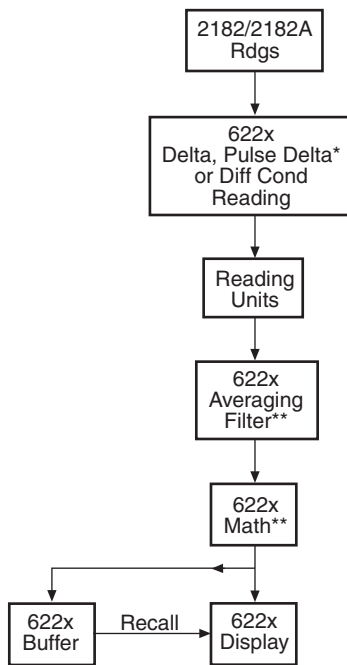 2182/2182A
Rdgs
622x
Delta, Pulse Delta*
or Diff Cond
Reading
Reading
Units
622x
Averaging
Filter**
622x
Math**
622x
Buffer
Recall
622x
Display